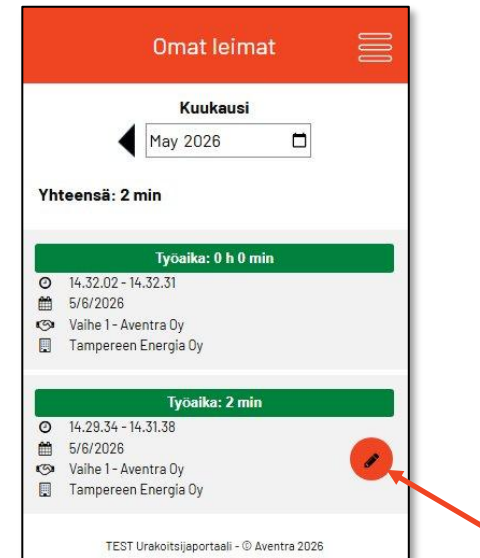 Omat leimat
Kuukausi
May 2026
Yhteensä: 2 min
Työaika: 0 h 0 min
14.32.02 - 14.32.31
5/6/2026
Vaihe 1 - Aventra Oy
Tampereen Energia Oy
Työaika: 2 min
14.29.34 - 14.31.38
5/6/2026
Vaihe 1 - Aventra Oy
Tampereen Energia Oy
TEST Urakoitsijaportaali - © Aventra 2026